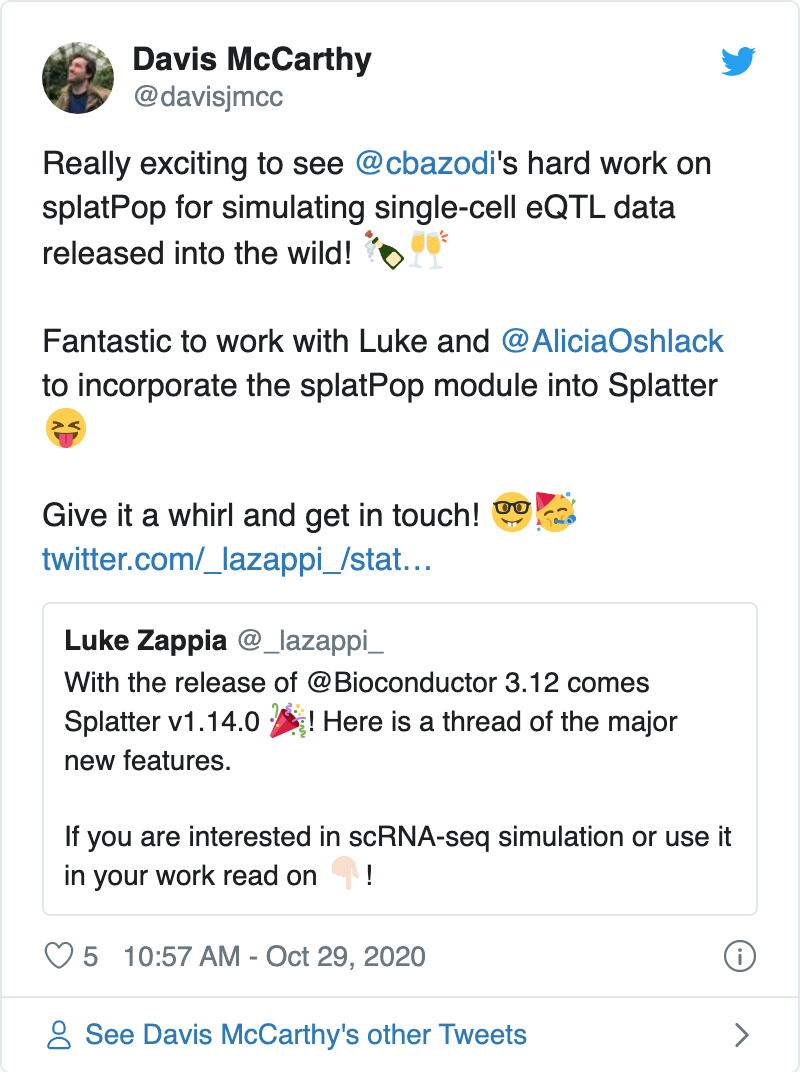 Davis McCarthy
@davisjmcc
Really exciting to see @cbazodi's hard work on
splatPop for simulating single-cell eQTL data
released into the wild! 🍾🥂
Fantastic to work with Luke and @AliciaOshlack
to incorporate the splatPop module into Splatter
😝
Give it a whirl and get in touch! 🤓🥳
twitter.com/_lazappi_/stat…
Luke Zappia @_lazappi_
With the release of @Bioconductor 3.12 comes
Splatter v1.14.0 🎉! Here is a thread of the major
new features.
If you are interested in scRNA-seq simulation or use it
in your work read on 👇🏻!
5 10:57 AM - Oct 29, 2020
See Davis McCarthy's other Tweets